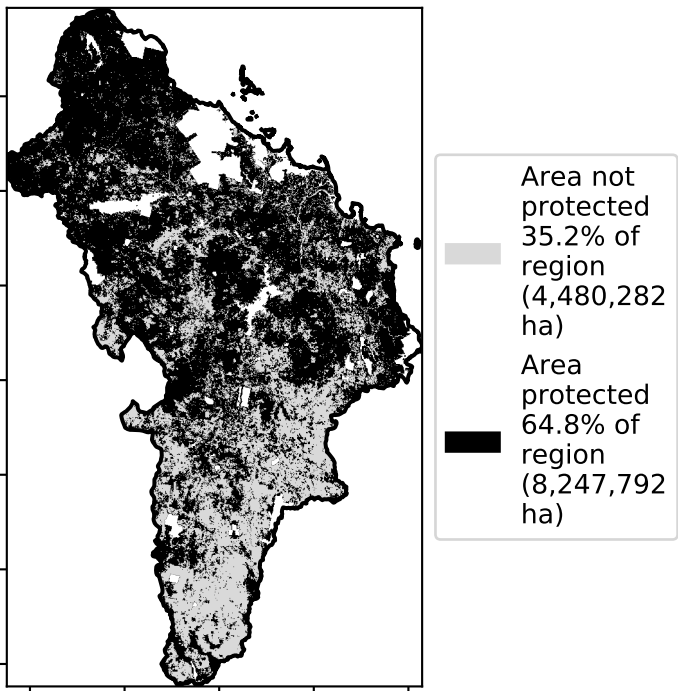 Area not
protected
35.2% of
region
(4,480,282
ha)
Area
protected
64.8% of
region
(8,247,792
ha)